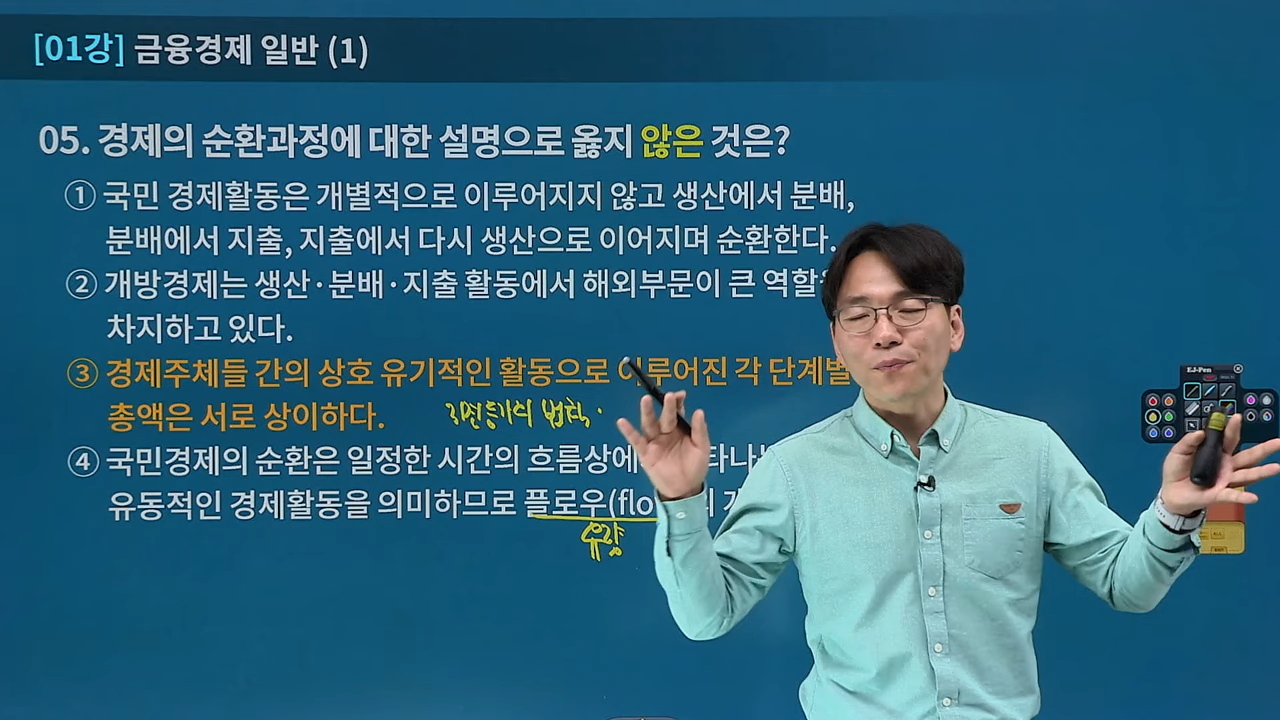 [01강] 금융경제 일반 (1)
05. 경제의 순환과정에 대한 설명으로 옳지 않은 것은?
① 국민 경제활동은 개별적으로 이루어지지 않고 생산에서 분배,
분배에서 지출, 지출에서 다시 생산으로 이어지며 순환한다.
② 개방경제는 생산·분배·지출 활동에서 해외부문이 큰
차지하고 있다.
③ 경제주체들 간의 상호 유기적인 활동으로 이루어진 각 단계별
총액은 서로 상이하다.
3면등가의 법칙.
④ 국민경제의 순환은 일정한 시간의 흐름상에
유동적인 경제활동을 의미하므로 플로우(flo
유량
EJ-Pen